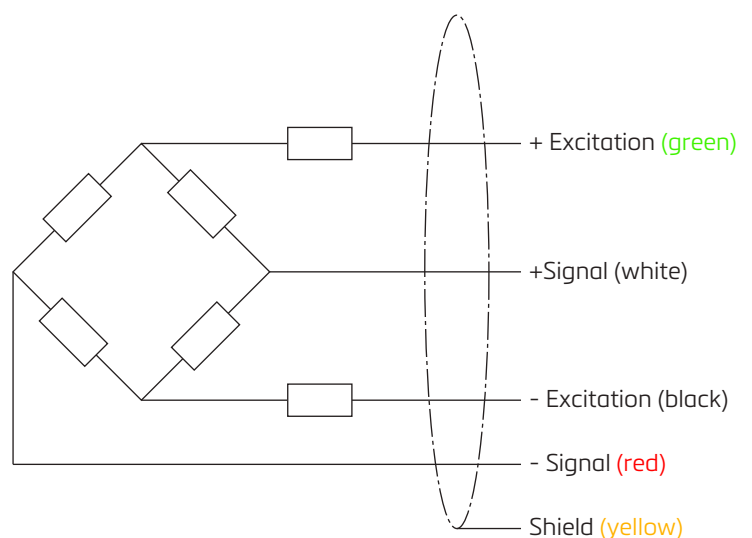 + Excitation (green)
+Signal (white)
- Excitation (black)
- Signal (red)
Shield (yellow)